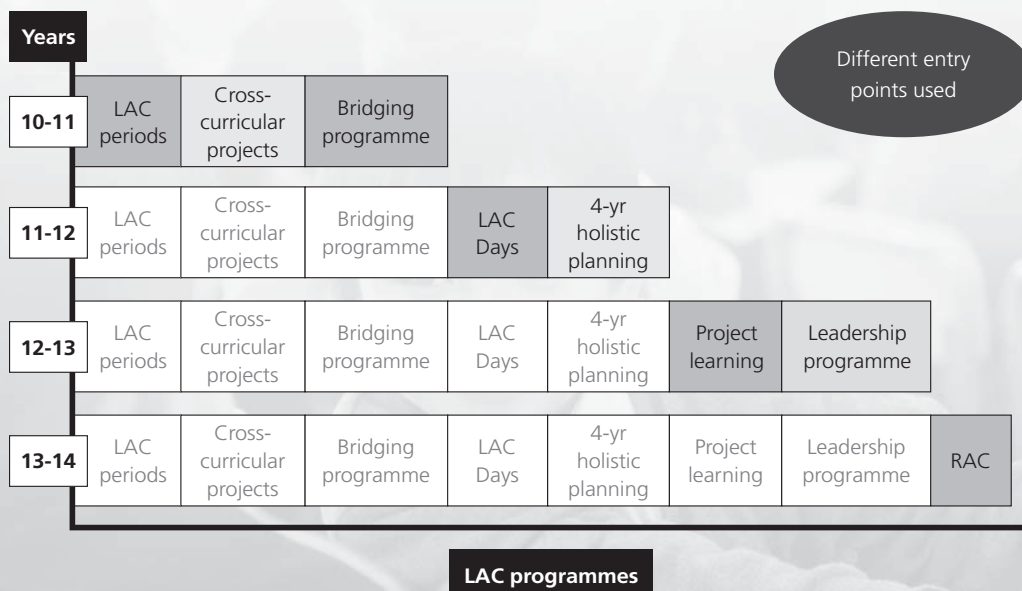 Years
Different entry
points used
10-11
LAC
periods
Cross-
curricular
projects
Bridging
programme
11-12
LAC
periods
Cross-
curricular
projects
Bridging
programme
LAC
Days
4-yr
holistic
planning
12-13
LAC
periods
Cross-
curricular
projects
Bridging
programme
LAC
Days
4-yr
holistic
planning
Project
learning
Leadership
programme
13-14
LAC
periods
Cross-
curricular
projects
Bridging
programme
LAC
Days
4-yr
holistic
planning
Project
learning
Leadership
programme
RAC
LAC programmes